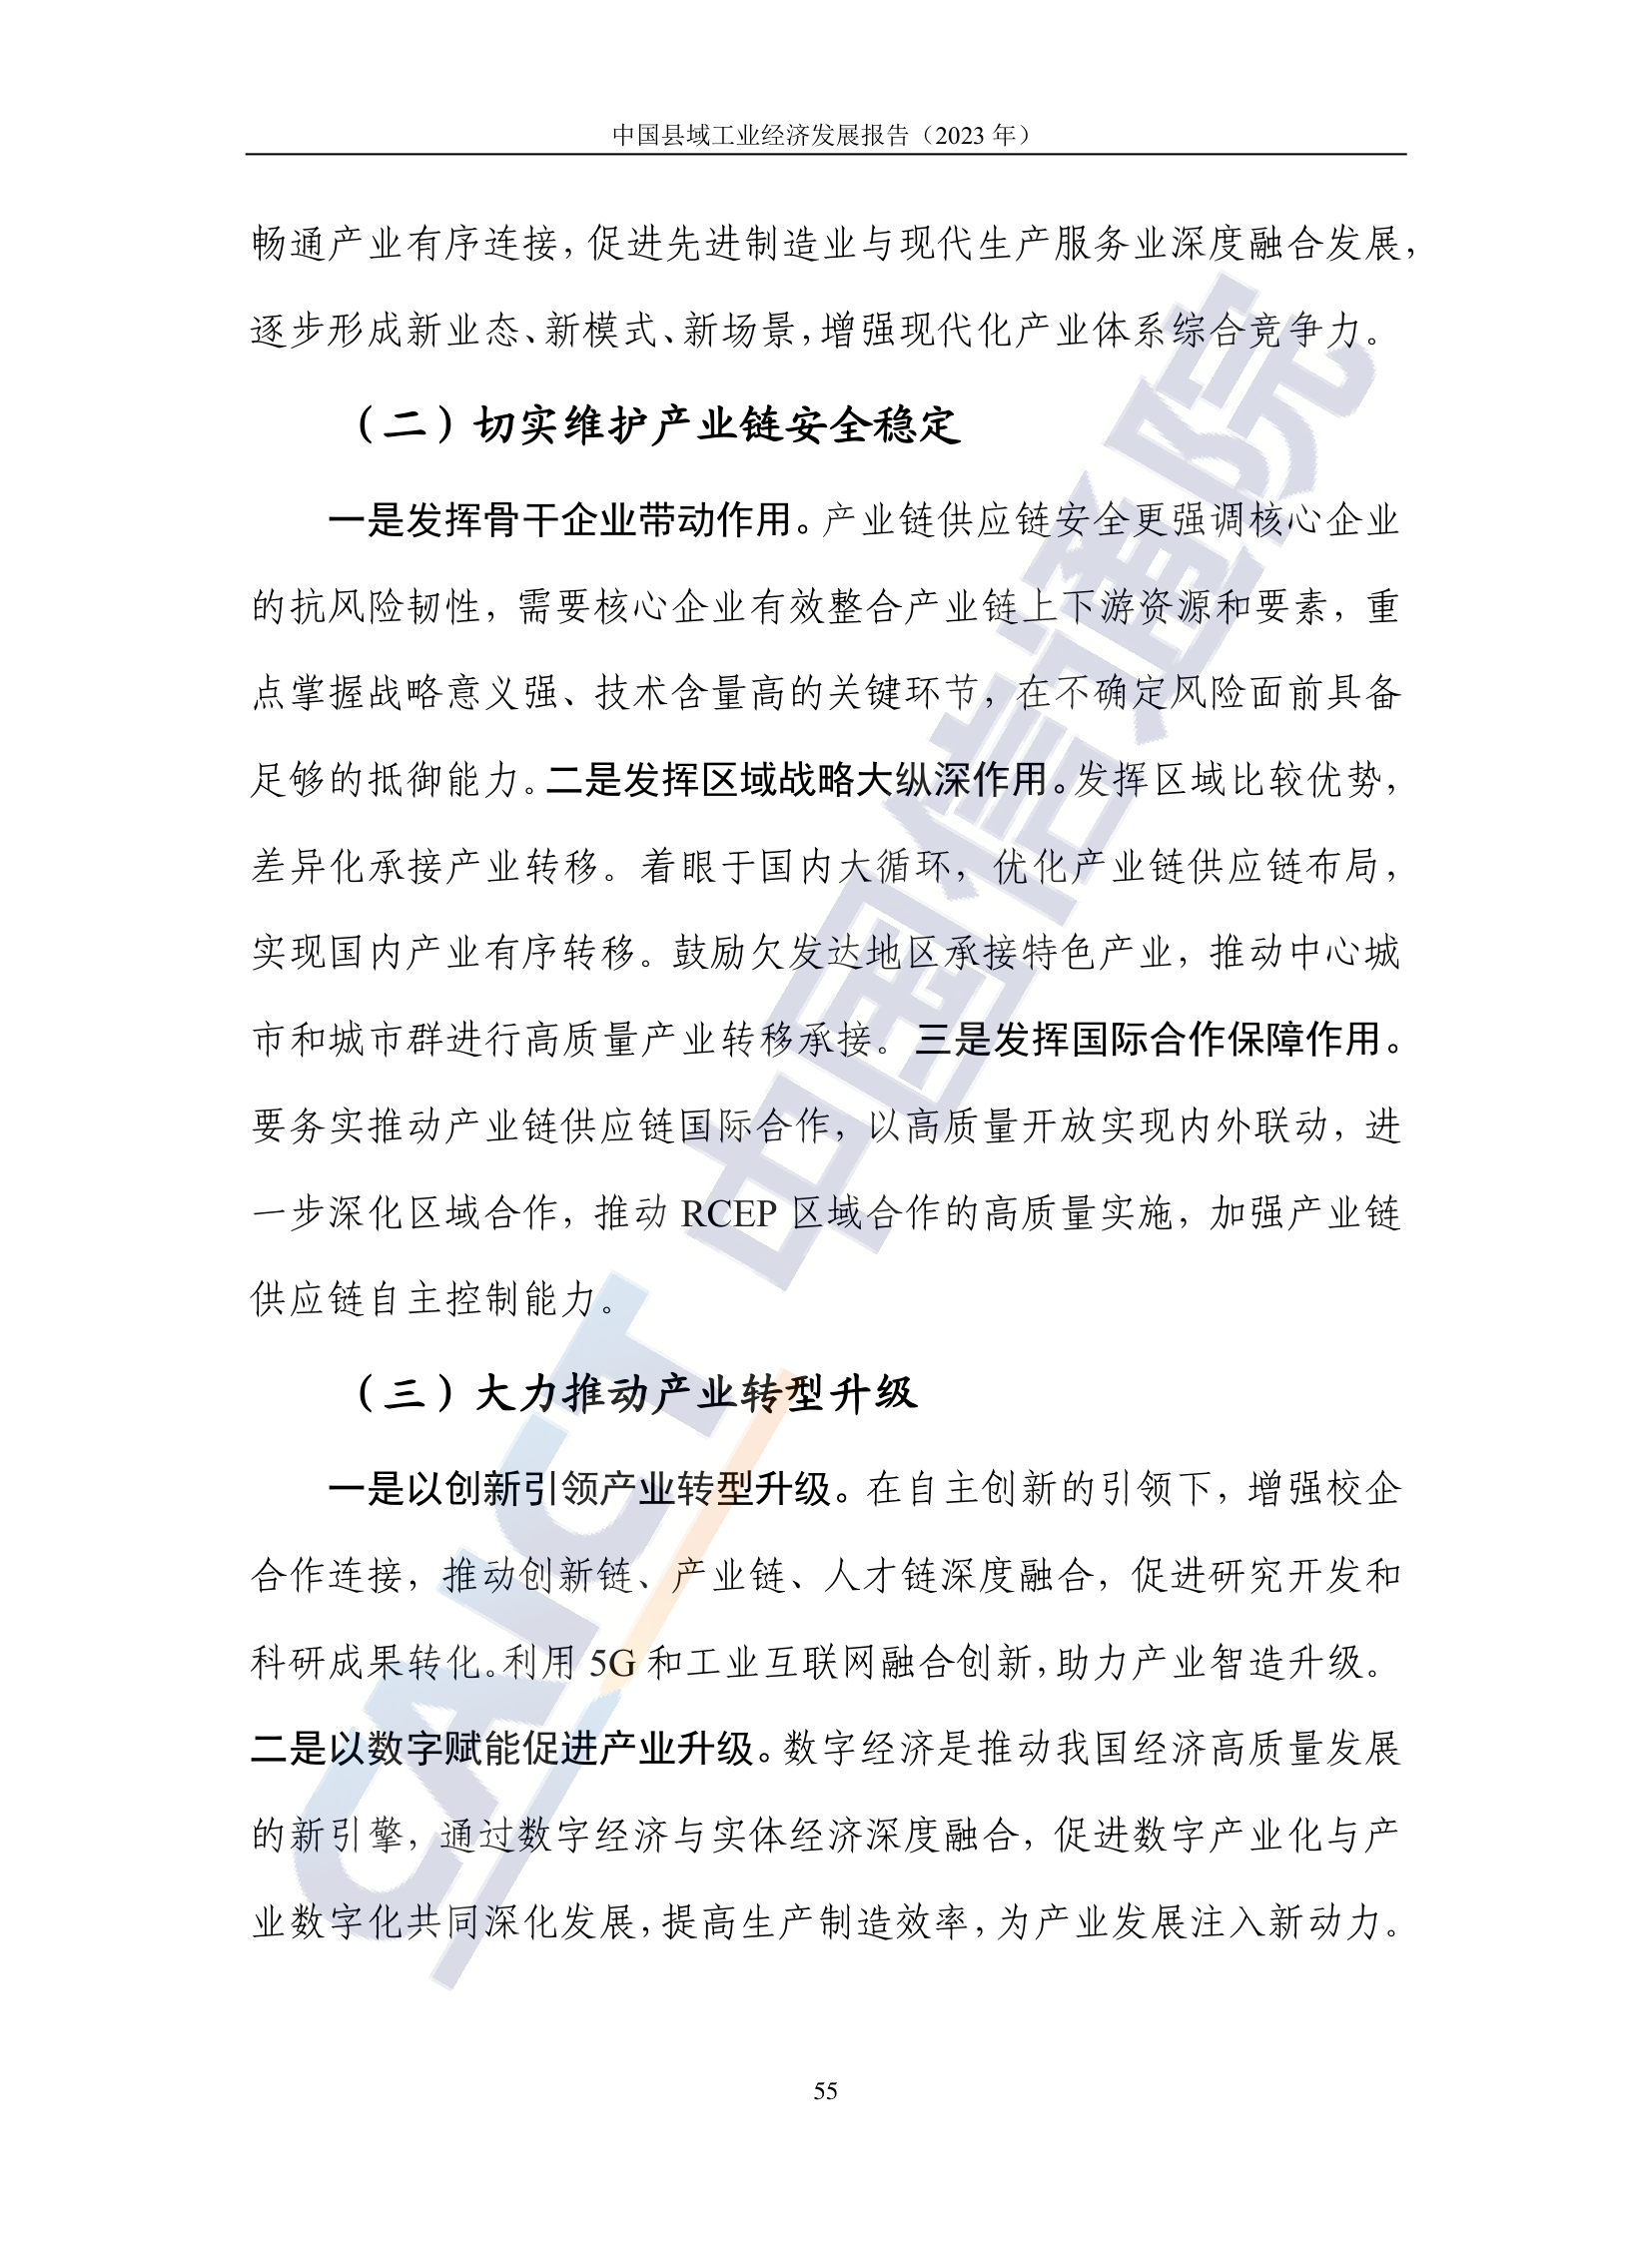 中国县域工业经济发展报告（2023 年）
畅通产业有序连接，促进先进制造业与现代生产服务业深度融合发展，
逐步形成新业态、新模式、新场景，增强现代化产业体系综合竞争力。
（二）切实维护产业链安全稳定
一是发挥骨干企业带动作用。产业链供应链安全更强调核心企业
的抗风险韧性，需要核心企业有效整合产业链上下游资源和要素，重
点掌握战略意义强、技术含量高的关键环节，在不确定风险面前具备
足够的抵御能力。二是发挥区域战略大纵深作用。发挥区域比较优势，
差异化承接产业转移。着眼于国内大循环，优化产业链供应链布局，
实现国内产业有序转移。鼓励欠发达地区承接特色产业，推动中心城
市和城市群进行高质量产业转移承接。三是发挥国际合作保障作用。
要务实推动产业链供应链国际合作，以高质量开放实现内外联动，进
一步深化区域合作，推动 RCEP 区域合作的高质量实施，加强产业链
供应链自主控制能力。
（三）大力推动产业转型升级
一是以创新引领产业转型升级。在自主创新的引领下，增强校企
合作连接，推动创新链、产业链、人才链深度融合，促进研究开发和
科研成果转化。利用 5G 和工业互联网融合创新，助力产业智造升级。
二是以数字赋能促进产业升级。数字经济是推动我国经济高质量发展
的新引擎，通过数字经济与实体经济深度融合，促进数字产业化与产
业数字化共同深化发展，提高生产制造效率，为产业发展注入新动力。
55
CAICT 中国信通院